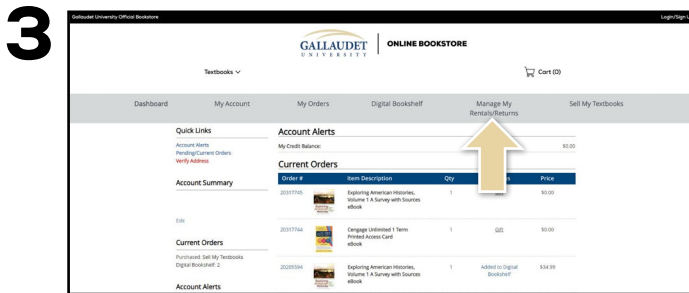 3
Gallaudet University Official Bookstore
Login/Sign U
GALLAUDET
UNIVERSITY
ONLINE BOOKSTORE
Textbooks
Cart (0)
Dashboard
My Account
My Orders
Digital Bookshelf
Manage My
Rentals/Returns
Sell My Textbooks
Quick Links
Account Alerts
Pending/Current Orders
Verify Address
Account Summary
Edit
Current Orders
Purchased: Sell My Textbooks
Digital Bookshelf: 2
Account Alerts
Account Alerts
My Credit Balance:
$0.00
Current Orders
Order # Item Description Qty Price
20317745 Exploring American Histories, 1 $0.00
Volume 1 A Survey with Sources
eBook
20317744 Cengage Unlimited 1 Term 1 Gift $0.00
Printed Access Card
eBook
20205394 Exploring American Histories, 1 Added to Digital $34.99
Volume 1 A Survey with Sources Bookshelf
eBook